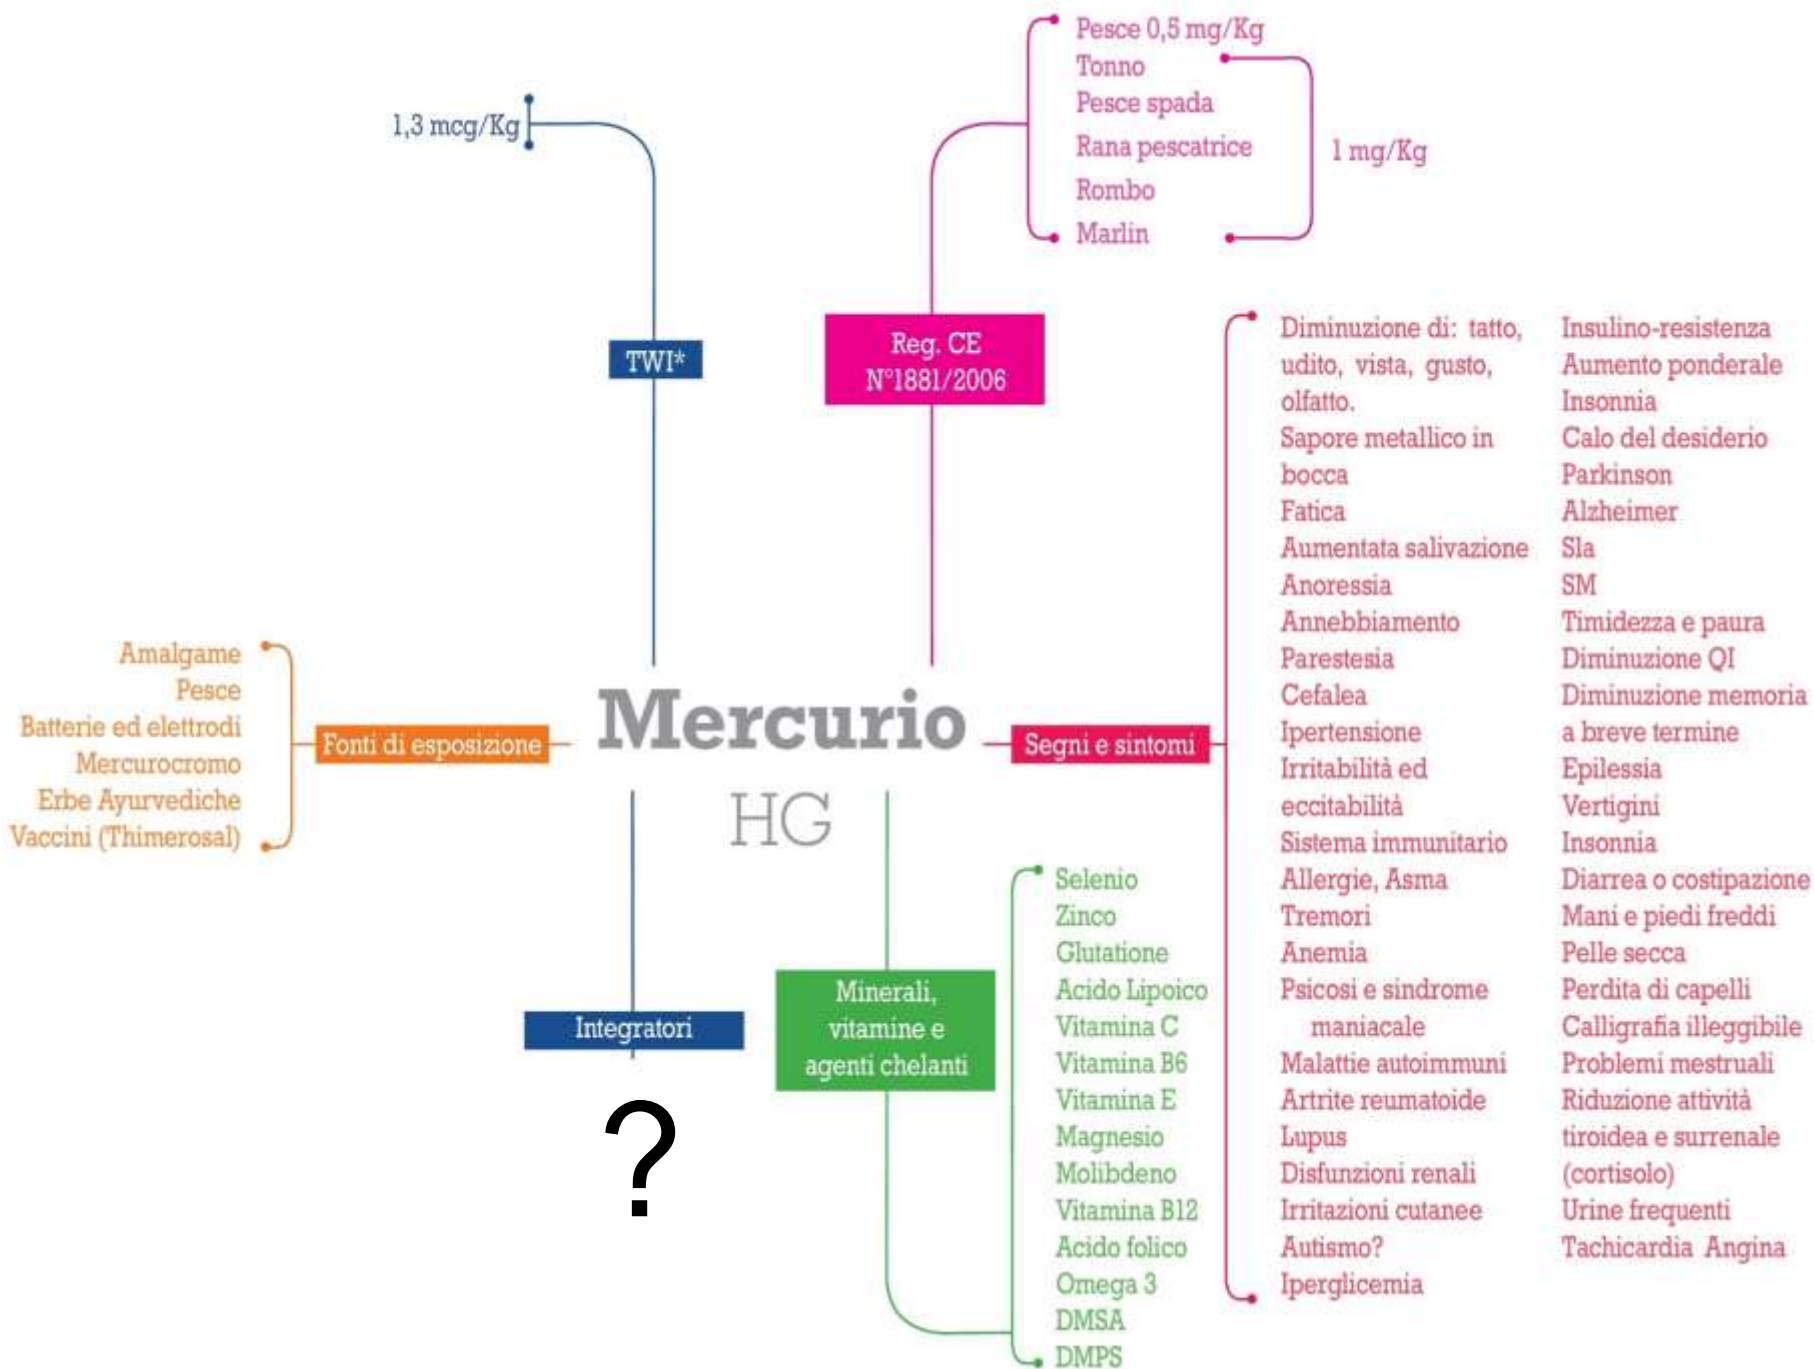 Pesce 0,5 mg/Kg
Tonno
Pesce spada
Rana pescatrice
Rombo
Marlin
1 mg/Kg
1,3 mcg/Kg
TWI*
Reg. CE
N°1881/2006
Amalgame
Pesce
Batterie ed elettrodi
Mercurocromo
Erbe Ayurvediche
Vaccini (Thimerosal)
Fonti di esposizione
Mercurio
HG
Segni e sintomi
Diminuzione di: tatto,
udito, vista, gusto,
olfatto.
Sapore metallico in
bocca
Fatica
Aumentata salivazione
Anoressia
Annebbiamento
Parestesia
Cefalea
Ipertensione
Irritabilità ed
eccitabilità
Sistema immunitario
Allergie, Asma
Tremori
Anemia
Psicosi e sindrome
maniacale
Malattie autoimmuni
Artrite reumatoide
Lupus
Disfunzioni renali
Irritazioni cutanee
Autismo?
Iperglicemia
Insulino-resistenza
Aumento ponderale
Insonnia
Calo del desiderio
Parkinson
Alzheimer
Sla
SM
Timidezza e paura
Diminuzione QI
Diminuzione memoria
a breve termine
Epilessia
Vertigini
Insonnia
Diarrea o costipazione
Mani e piedi freddi
Pelle secca
Perdita di capelli
Calligrafia illeggibile
Problemi mestruali
Riduzione attività
tiroidea e surrenale
(cortisolo)
Urine frequenti
Tachicardia Angina
Integratori
?
Minerali,
vitamine e
agenti chelanti
Selenio
Zinco
Glutatione
Acido Lipoico
Vitamina C
Vitamina B6
Vitamina E
Magnesio
Molibdeno
Vitamina B12
Acido folico
Omega 3
DMSA
DMPS